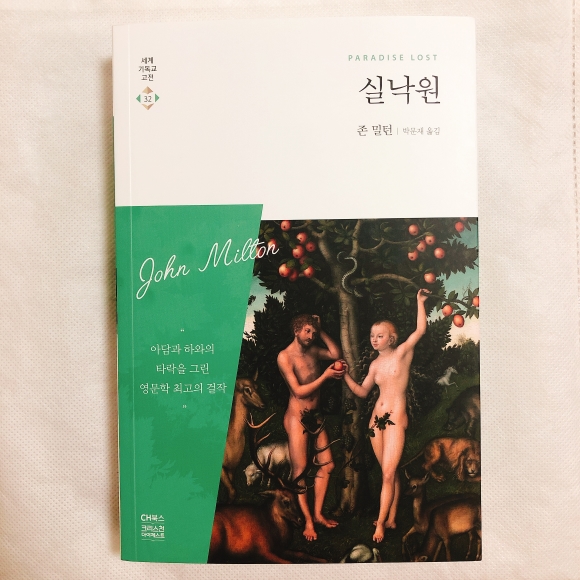 세계
기독교
고전
32
PARADISE LOST
실낙원
존 밀턴 | 박문재 옮김
John Milton
“
아담과 하와의
타락을 그린
영문학 최고의 걸작
”
CH북스
크리스천
다이제스트